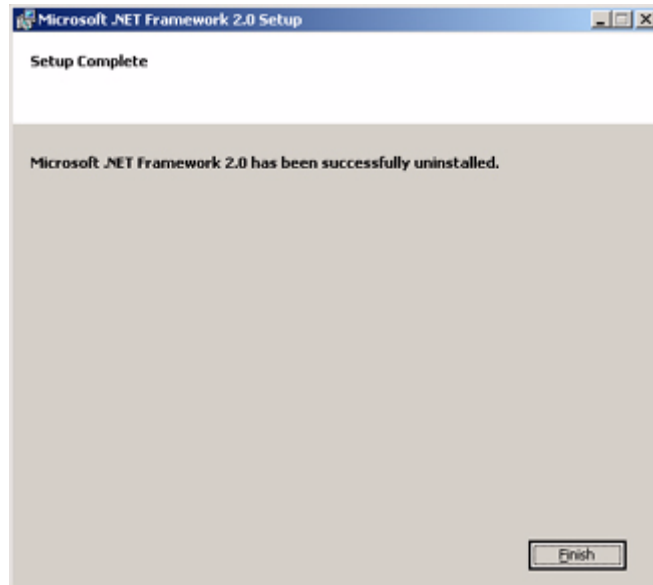 Microsoft .NET Framework 2.0 Setup
Setup Complete
Microsoft .NET Framework 2.0 has been successfully uninstalled.
Finish